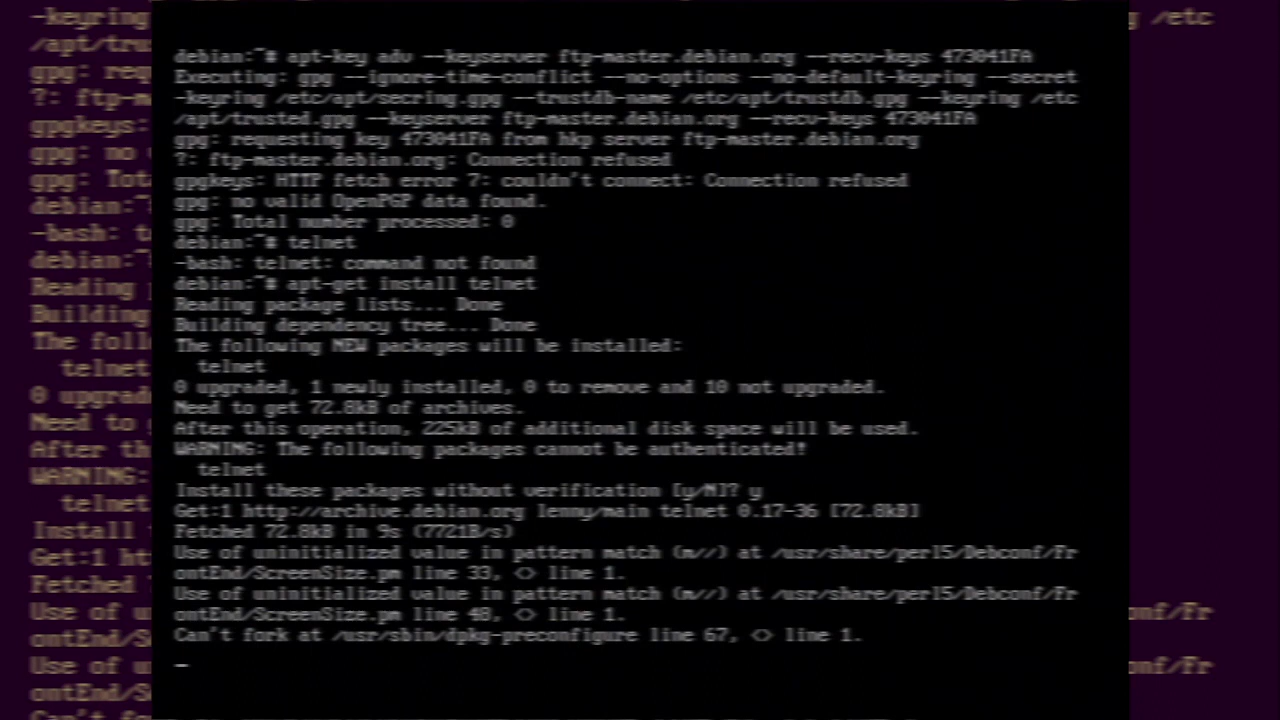 debian:~# apt-key adv --keyserver ftp-master.debian.org --recv-keys 473041FA
Executing: gpg --ignore-time-conflict --no-options --no-default-keyring --secret
-keyring /etc/apt/secring.gpg --trustdb-name /etc/apt/trustdb.gpg --keyring /etc
/apt/trusted.gpg --keyserver ftp-master.debian.org --recv-keys 473041FA
gpg: requesting key 473041FA from hkp server ftp-master.debian.org
?: ftp-master.debian.org: Connection refused
gpgkeys: HTTP fetch error 7: couldn't connect: Connection refused
gpg: no valid OpenPGP data found.
gpg: Total number processed: 0
debian:~# telnet
-bash: telnet: command not found
debian:~# apt-get install telnet
Reading package lists... Done
Building dependency tree... Done
The following NEW packages will be installed:
  telnet
0 upgraded, 1 newly installed, 0 to remove and 10 not upgraded.
Need to get 72.8kB of archives.
After this operation, 225kB of additional disk space will be used.
WARNING: The following packages cannot be authenticated!
  telnet
Install these packages without verification [y/N]? y
Get:1 http://archive.debian.org lenny/main telnet 0.17-36 [72.8kB]
Fetched 72.8kB in 9s (7721B/s)
Use of uninitialized value in pattern match (m//) at /usr/share/perl5/Debconf/Fr
ontEnd/ScreenSize.pm line 33, <> line 1.
Use of uninitialized value in pattern match (m//) at /usr/share/perl5/Debconf/Fr
ontEnd/ScreenSize.pm line 48, <> line 1.
Can't fork at /usr/sbin/dpkg-preconfigure line 67, <> line 1.